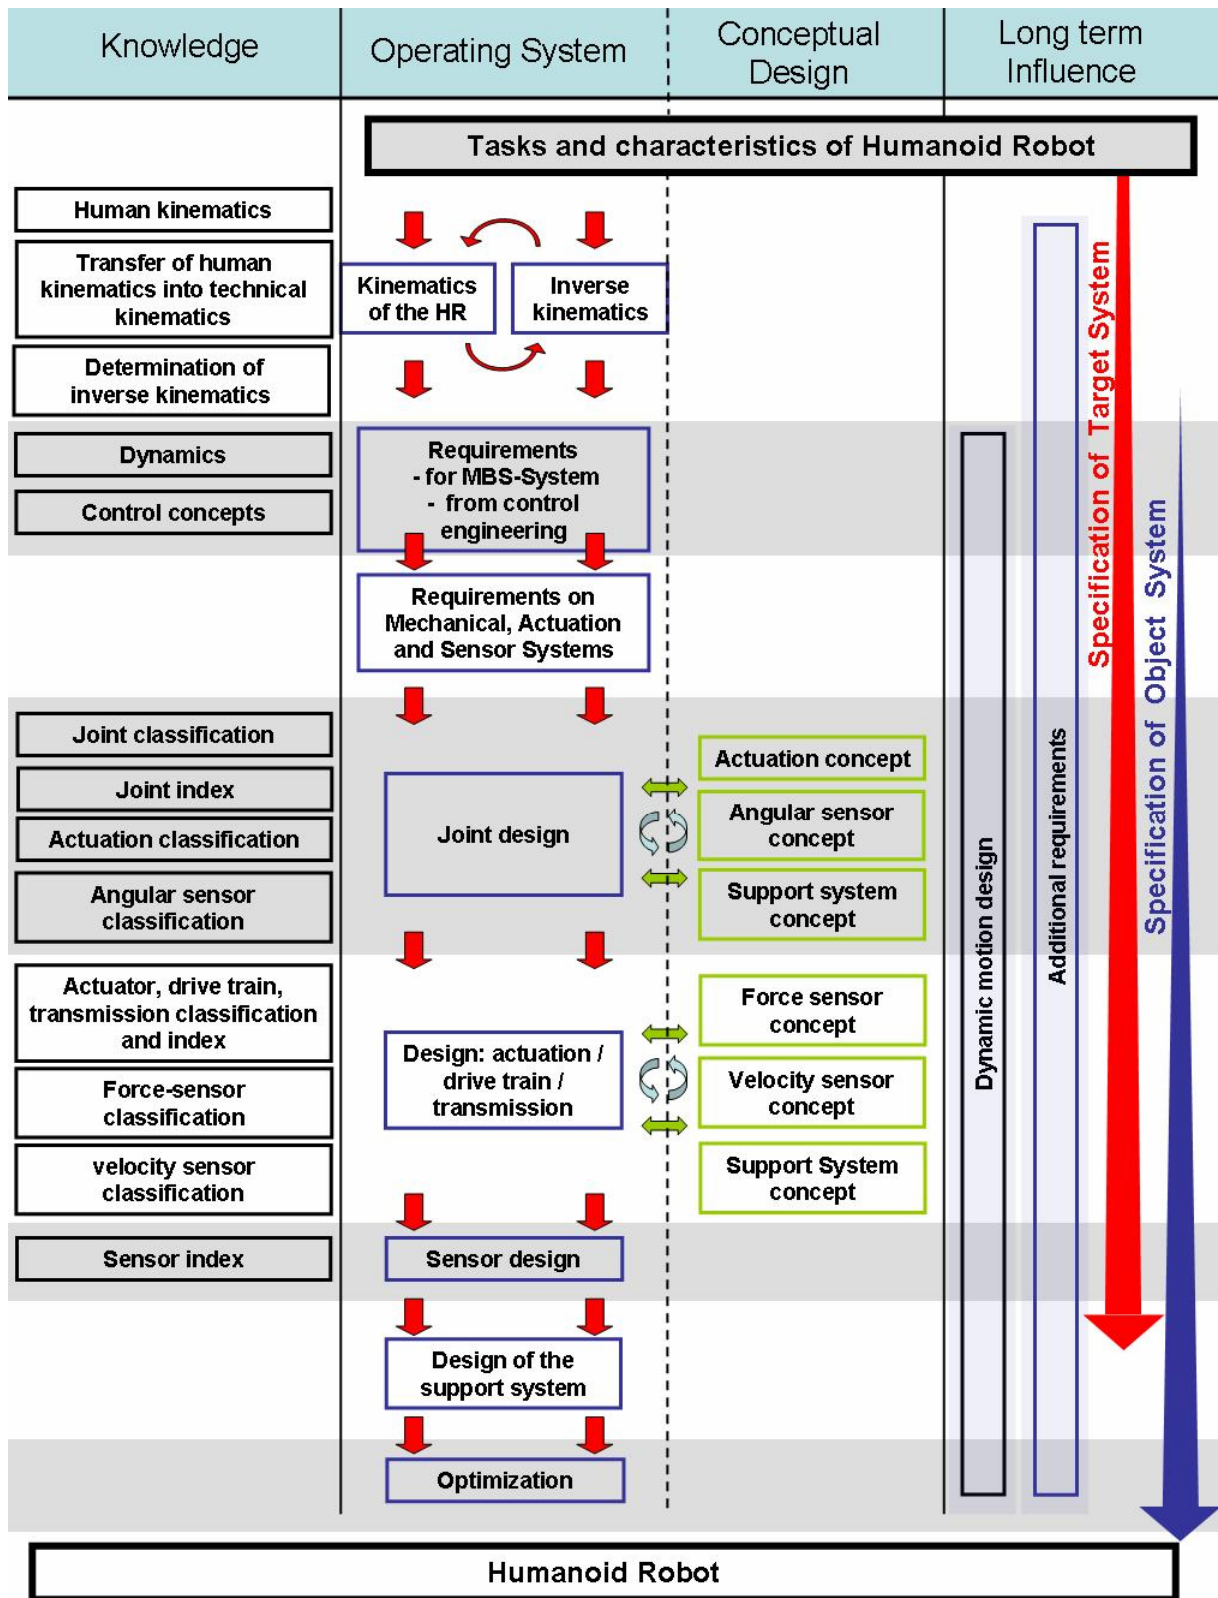 Knowledge
Operating System
Conceptual
Design
Long term
Influence
Tasks and characteristics of Humanoid Robot
Human kinematics
Transfer of human
kinematics into technical
kinematics
Determination of
inverse kinematics
Kinematics
of the HR
Inverse
kinematics
Dynamics
Control concepts
Requirements
- for MBS-System
- from control
engineering
Requirements on
Mechanical, Actuation
and Sensor Systems
Joint classification
Joint index
Actuation classification
Angular sensor
classification
Joint design
Actuation concept
Angular sensor
concept
Support system
concept
Actuator, drive train,
transmission classification
and index
Force-sensor
classification
velocity sensor
classification
Design: actuation /
drive train /
transmission
Force sensor
concept
Velocity sensor
concept
Support System
concept
Sensor index
Sensor design
Design of the
support system
Optimization
Dynamic motion design
Additional requirements
Specification of Target System
Specification of Object System
Humanoid Robot